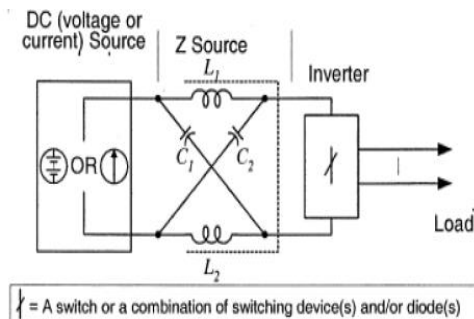 DC (voltage or
current) Source
Z Source
L1
Inverter
OR
C1
C2
Load
L2
= A switch or a combination of switching device(s) and/or diode(s)